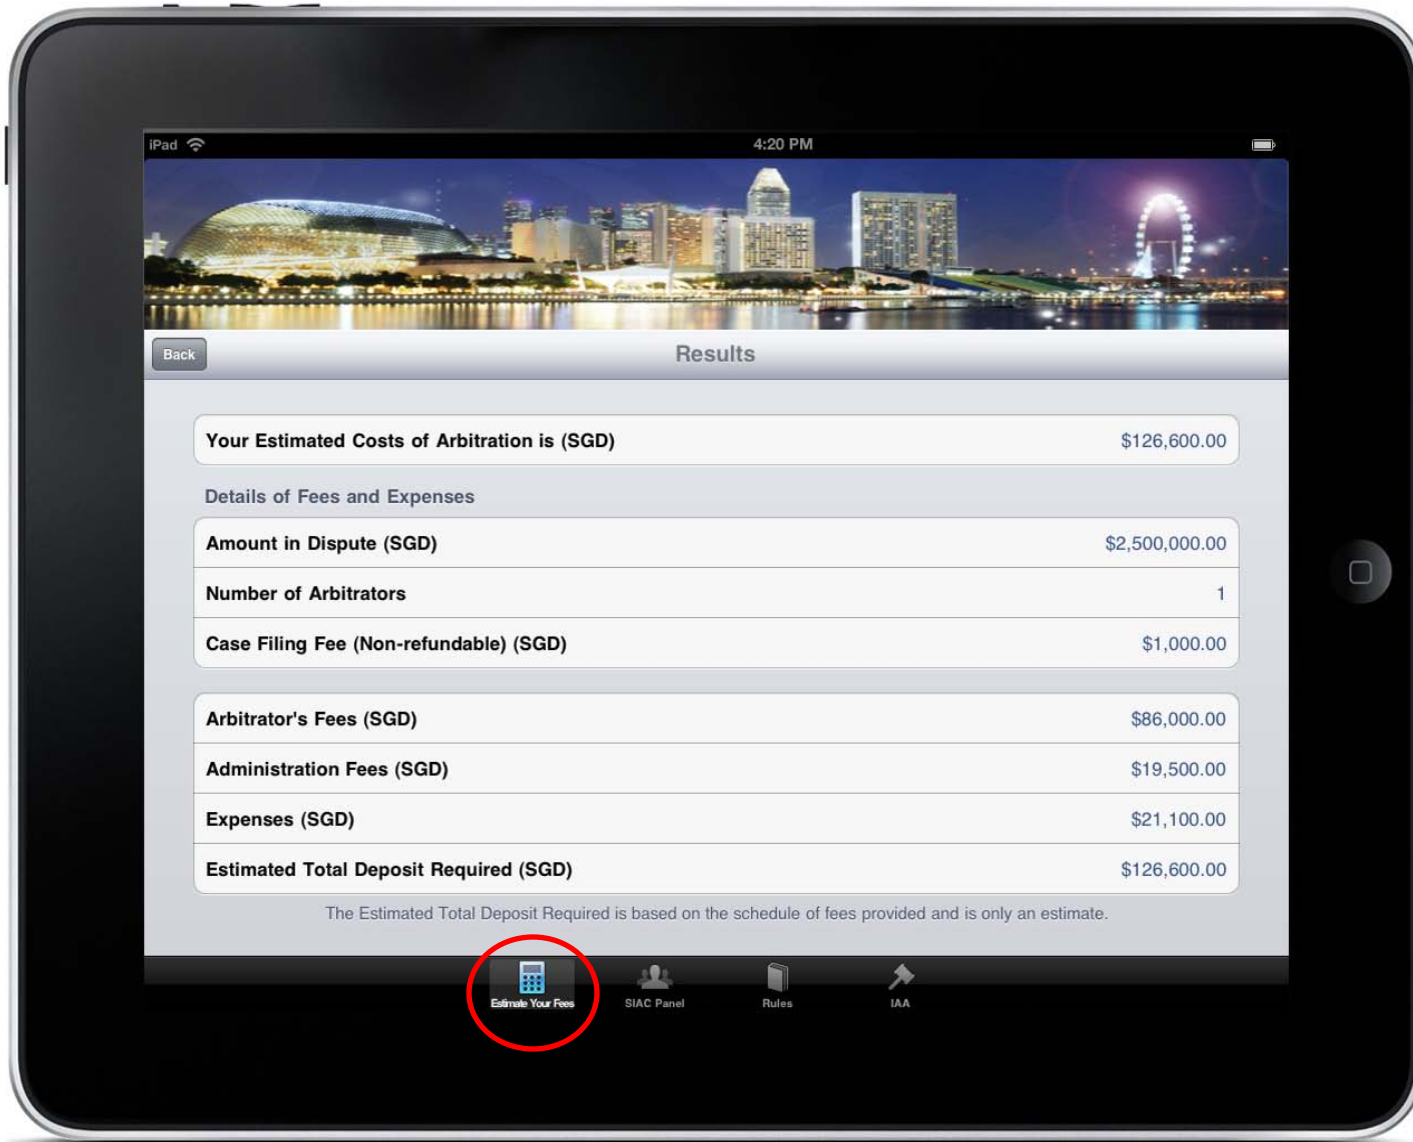 iPad 4:20 PM
Back Results
Your Estimated Costs of Arbitration is (SGD) $126,600.00
Details of Fees and Expenses
Amount in Dispute (SGD) $2,500,000.00
Number of Arbitrators 1
Case Filing Fee (Non-refundable) (SGD) $1,000.00
Arbitrator's Fees (SGD) $86,000.00
Administration Fees (SGD) $19,500.00
Expenses (SGD) $21,100.00
Estimated Total Deposit Required (SGD) $126,600.00
The Estimated Total Deposit Required is based on the schedule of fees provided and is only an estimate.
Estimate Your Fees SIAC Panel Rules IAA